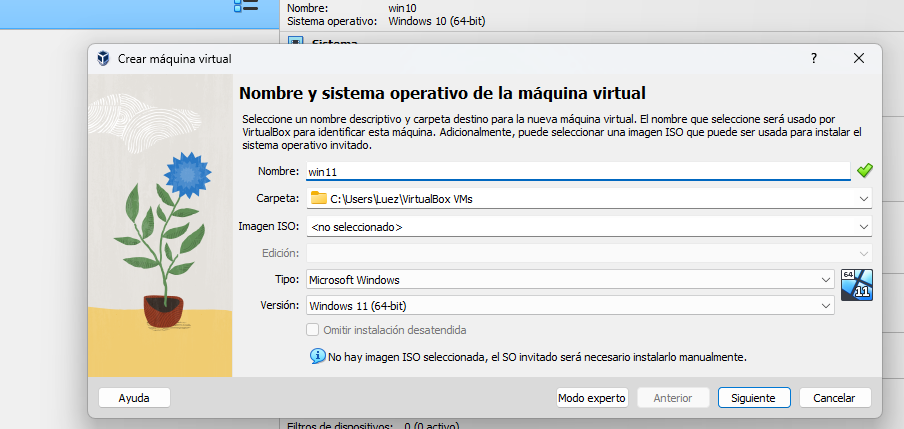 Nombre: win10
Sistema operativo: Windows 10 (64-bit)
Sistema
Crear máquina virtual
?
Nombre y sistema operativo de la máquina virtual
Seleccione un nombre descriptivo y carpeta destino para la nueva máquina virtual. El nombre que seleccione será usado por
VirtualBox para identificar esta máquina. Adicionalmente, puede seleccionar una imagen ISO que puede ser usada para instalar el
sistema operativo invitado.
Nombre: win11
Carpeta: C:\Users\Luez\VirtualBox VMs
Imagen ISO: <no seleccionado>
Edición:
Tipo: Microsoft Windows
64
11
Versión: Windows 11 (64-bit)
Omitir instalación desatendida
No hay imagen ISO seleccionada, el SO invitado será necesario instalarlo manualmente.
Ayuda Modo experto Anterior Siguiente Cancelar
Filtros de dispositivos: 0 (0 activo)